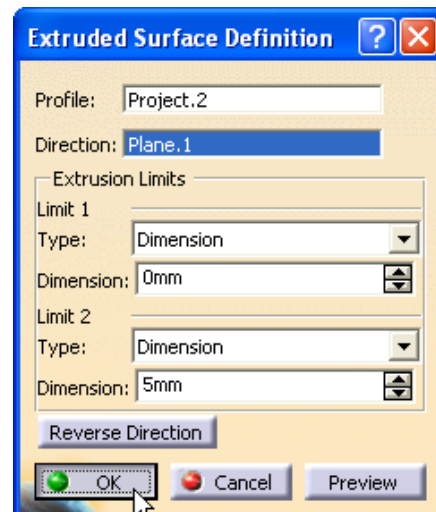 Extruded Surface Definition ?
Profile: Project.2
Direction: Plane.1
Extrusion Limits
Limit 1
Type: Dimension
Dimension: 0mm
Limit 2
Type: Dimension
Dimension: 5mm
Reverse Direction
OK Cancel Preview